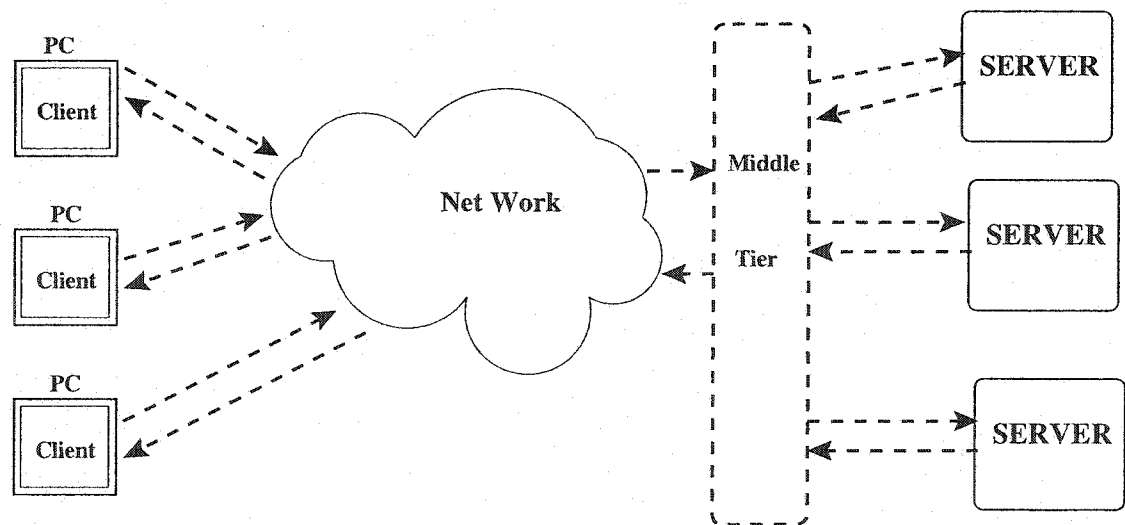 PC
Client
PC
Client
PC
Client
Net Work
Middle
Tier
SERVER
SERVER
SERVER